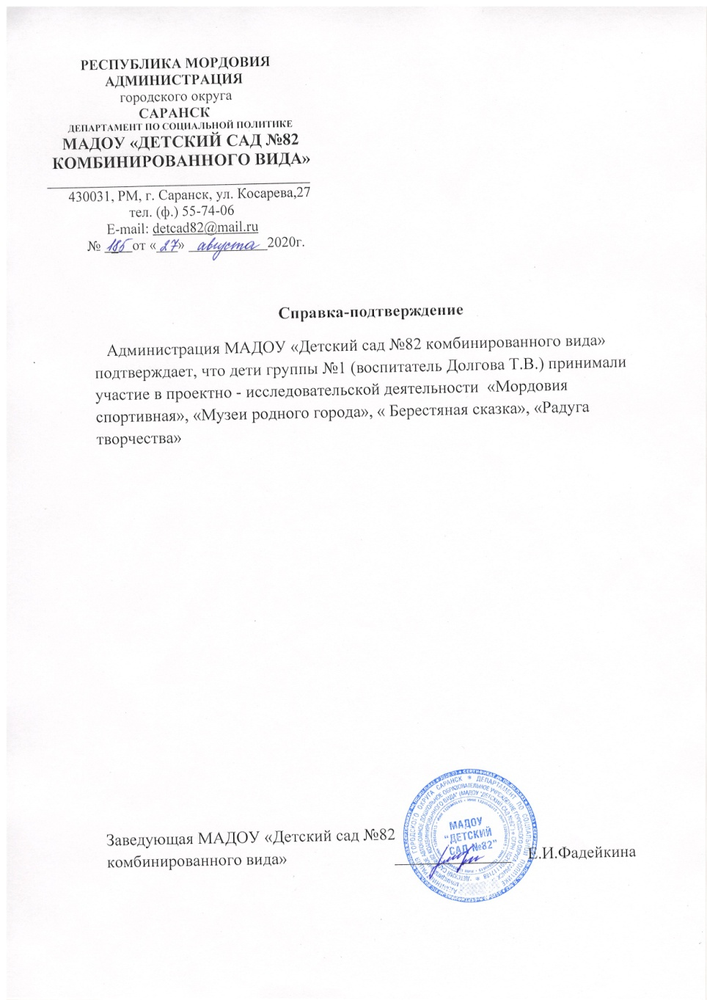 РЕСПУБЛИКА МОРДОВИЯ
АДМИНИСТРАЦИЯ
городского округа
САРАНСК
ДЕПАРТАМЕНТ ПО СОЦИАЛЬНОЙ ПОЛИТИКЕ
МАДОУ «ДЕТСКИЙ САД №82
КОМБИНИРОВАННОГО ВИДА»
430031, РМ, г. Саранск, ул. Косарева,27
тел. (ф.) 55-74-06
E-mail: detcad82@mail.ru
№ 185 от «27» августа 2020г.
Справка-подтверждение
Администрация МАДОУ «Детский сад №82 комбинированного вида»
подтверждает, что дети группы №1 (воспитатель Долгова Т.В.) принимали
участие в проектно - исследовательской деятельности «Мордовия
спортивная», «Музеи родного города», « Берестяная сказка», «Радуга
творчества»
Заведующая МАДОУ «Детский сад №82
комбинированного вида» Е.И.Фадейкина
МАДОУ
"ДЕТСКИЙ
САД №82"